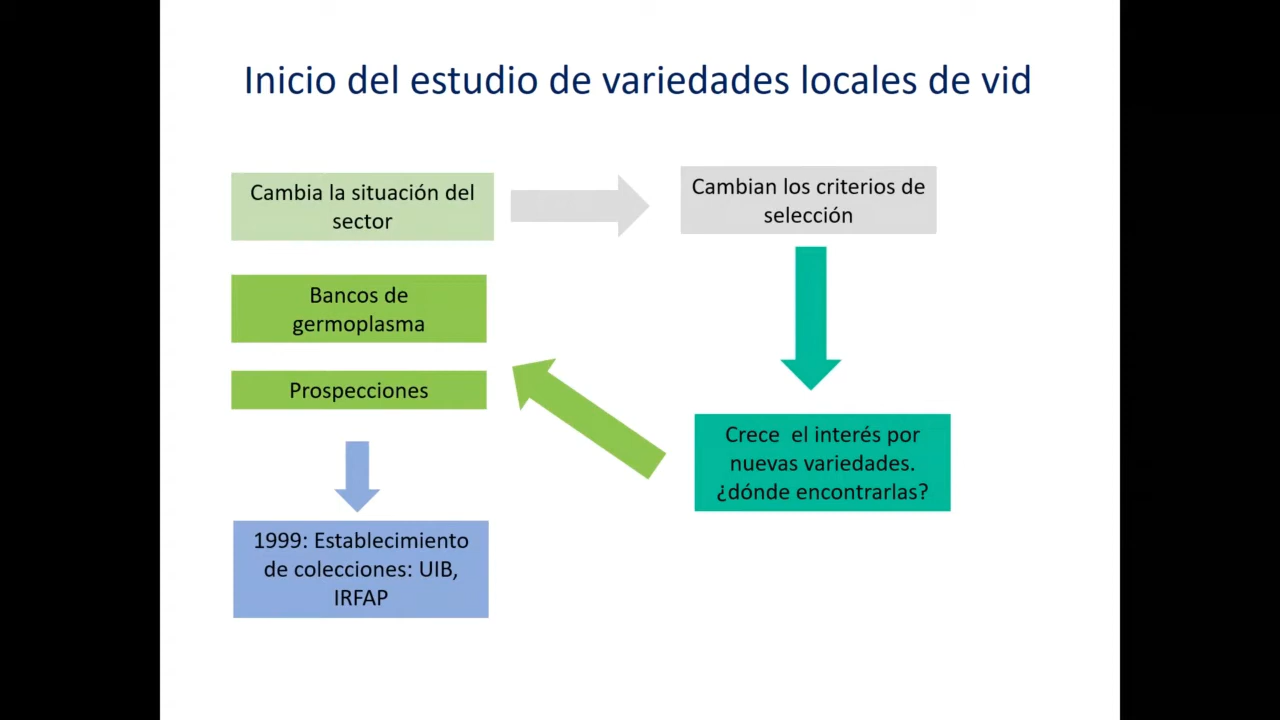 Inicio del estudio de variedades locales de vid
Cambia la situación del
sector
Cambian los criterios de
selección
Bancos de
germoplasma
Prospecciones
Crece  el interés por
nuevas variedades.
¿dónde encontrarlas?
1999: Establecimiento
de colecciones: UIB,
IRFAP